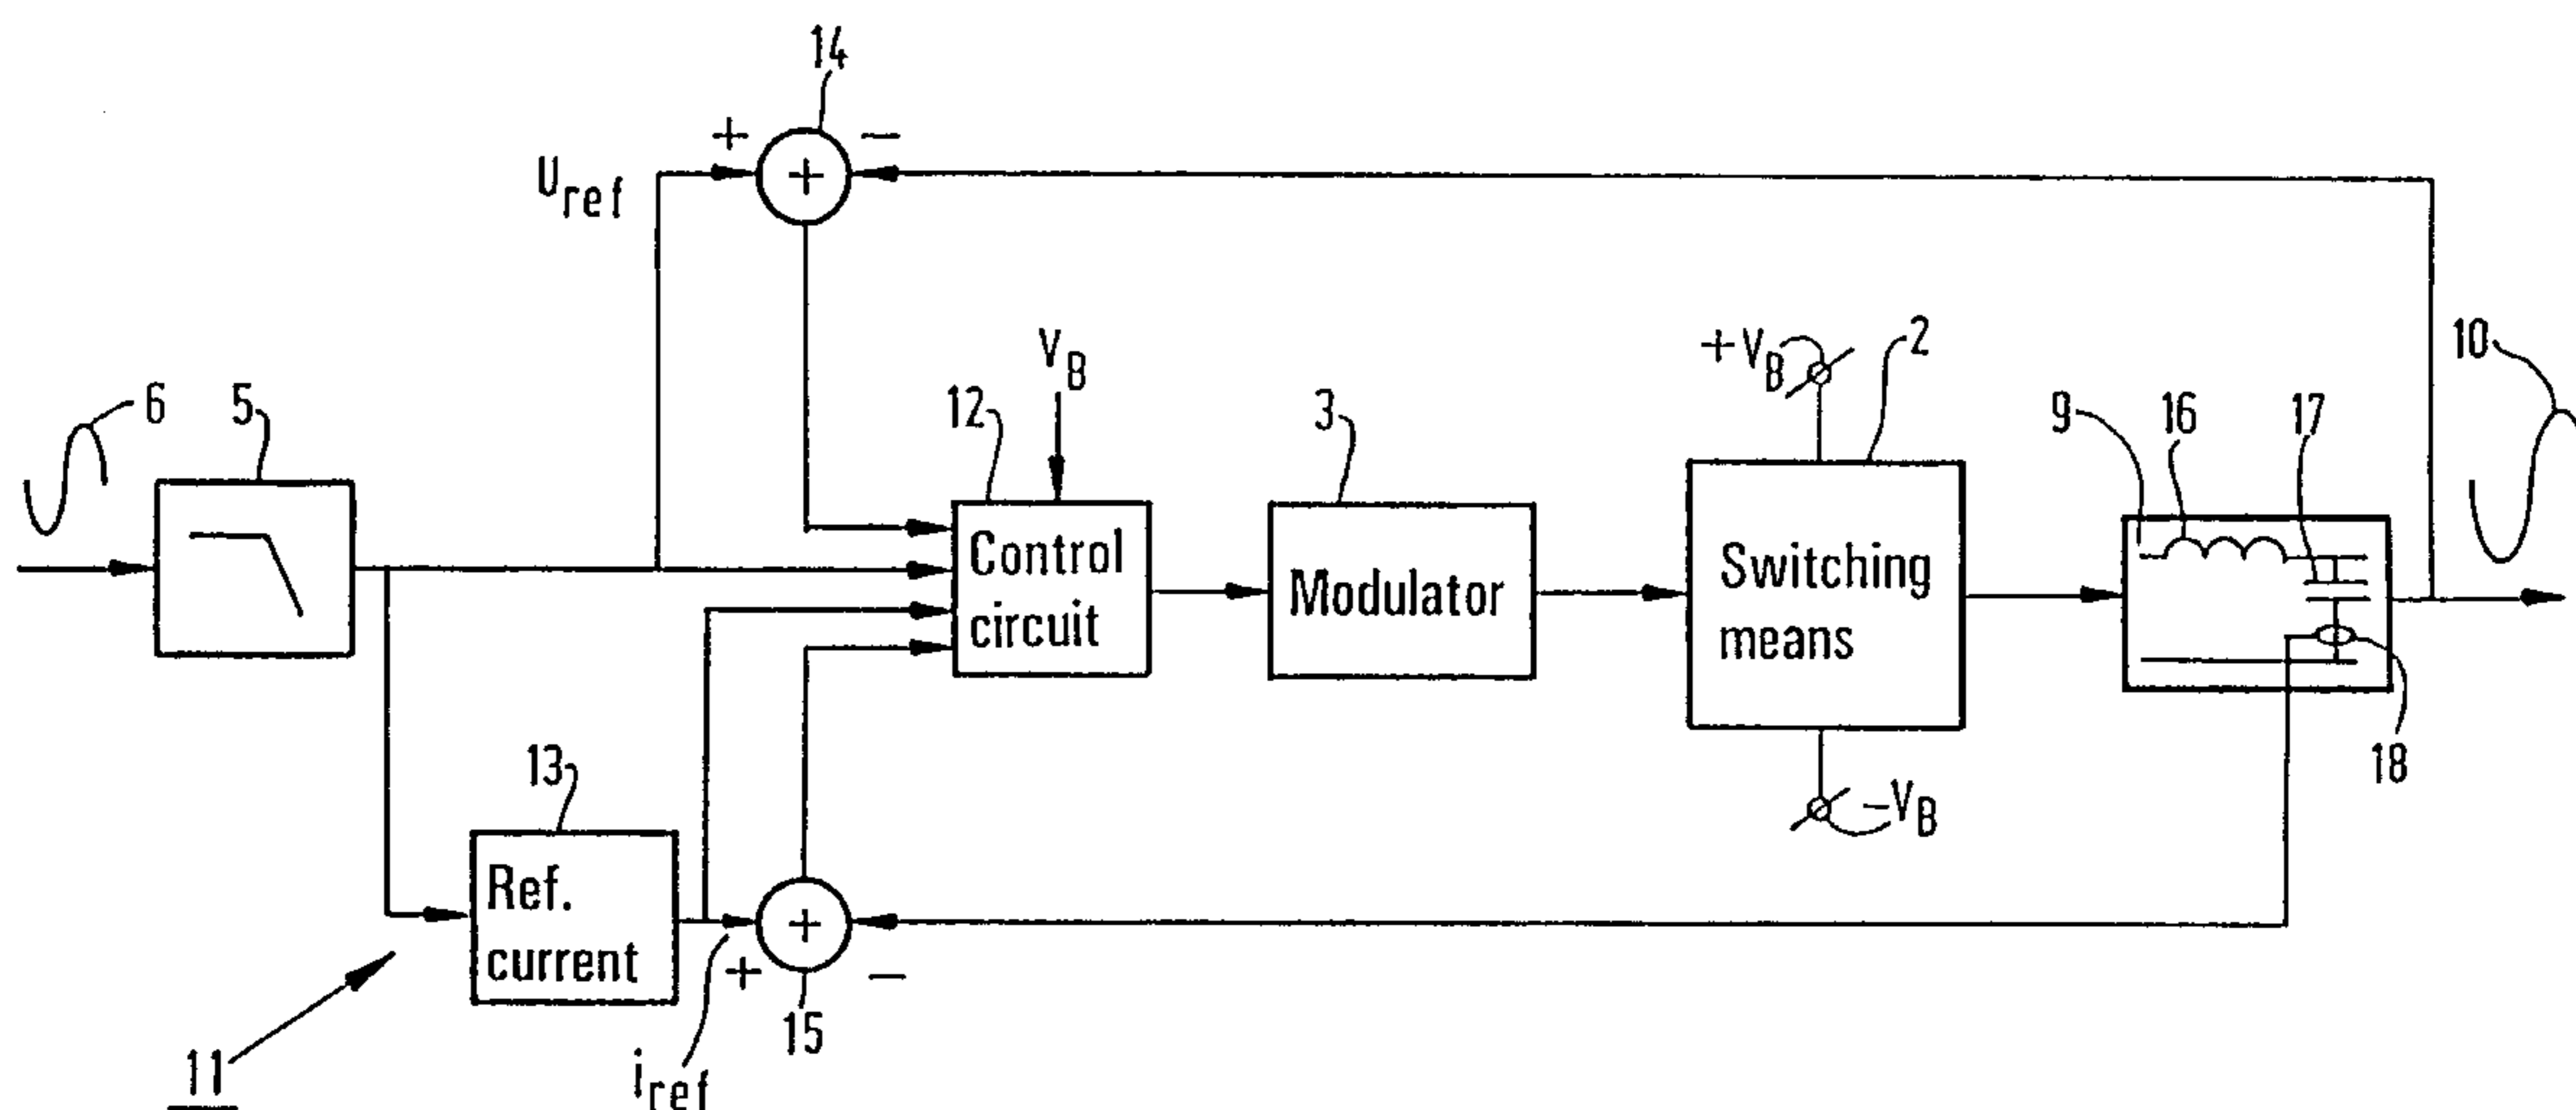 14
+ −
Uref
+
6
5
VB
12
3
+VB
2
9
16
17
10
Control
circuit
Modulator
Switching
means
18
13
−VB
Ref.
current
+
+ −
15
iref
11